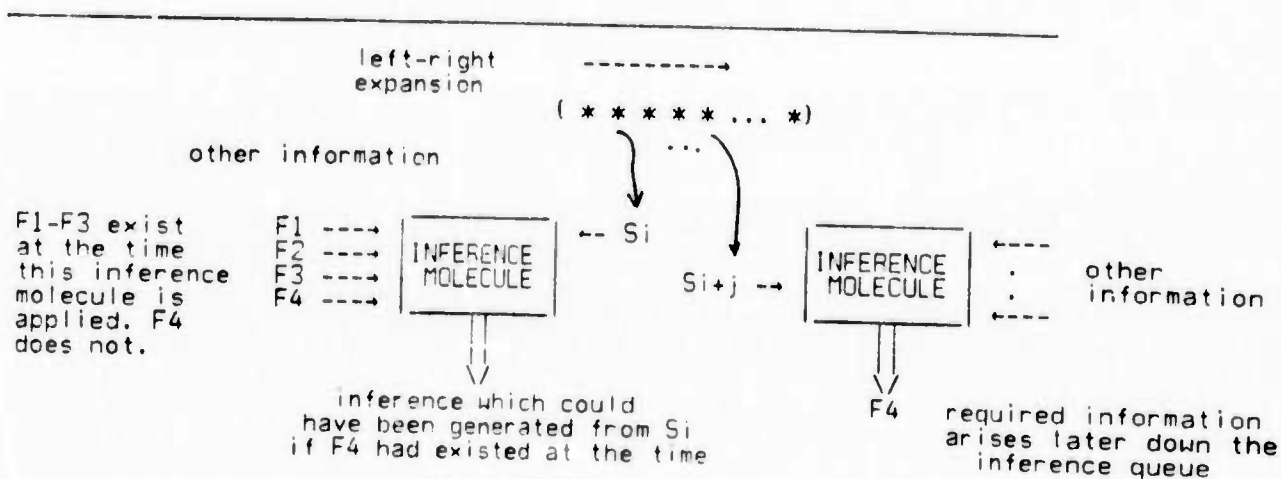 left-right ---------→
expansion
( * * * * * ... *)
...
other information
F1-F3 exist
at the time
this inference
molecule is
applied. F4
does not.
F1 ----→
F2 ----→
F3 ----→
F4 ----→
INFERENCE
MOLECULE
←-- Si
Si+j --→
INFERENCE
MOLECULE
←----
.
.
←----
other
information
inference which could
have been generated from Si
if F4 had existed at the time
F4
required information
arises later down the
inference queue